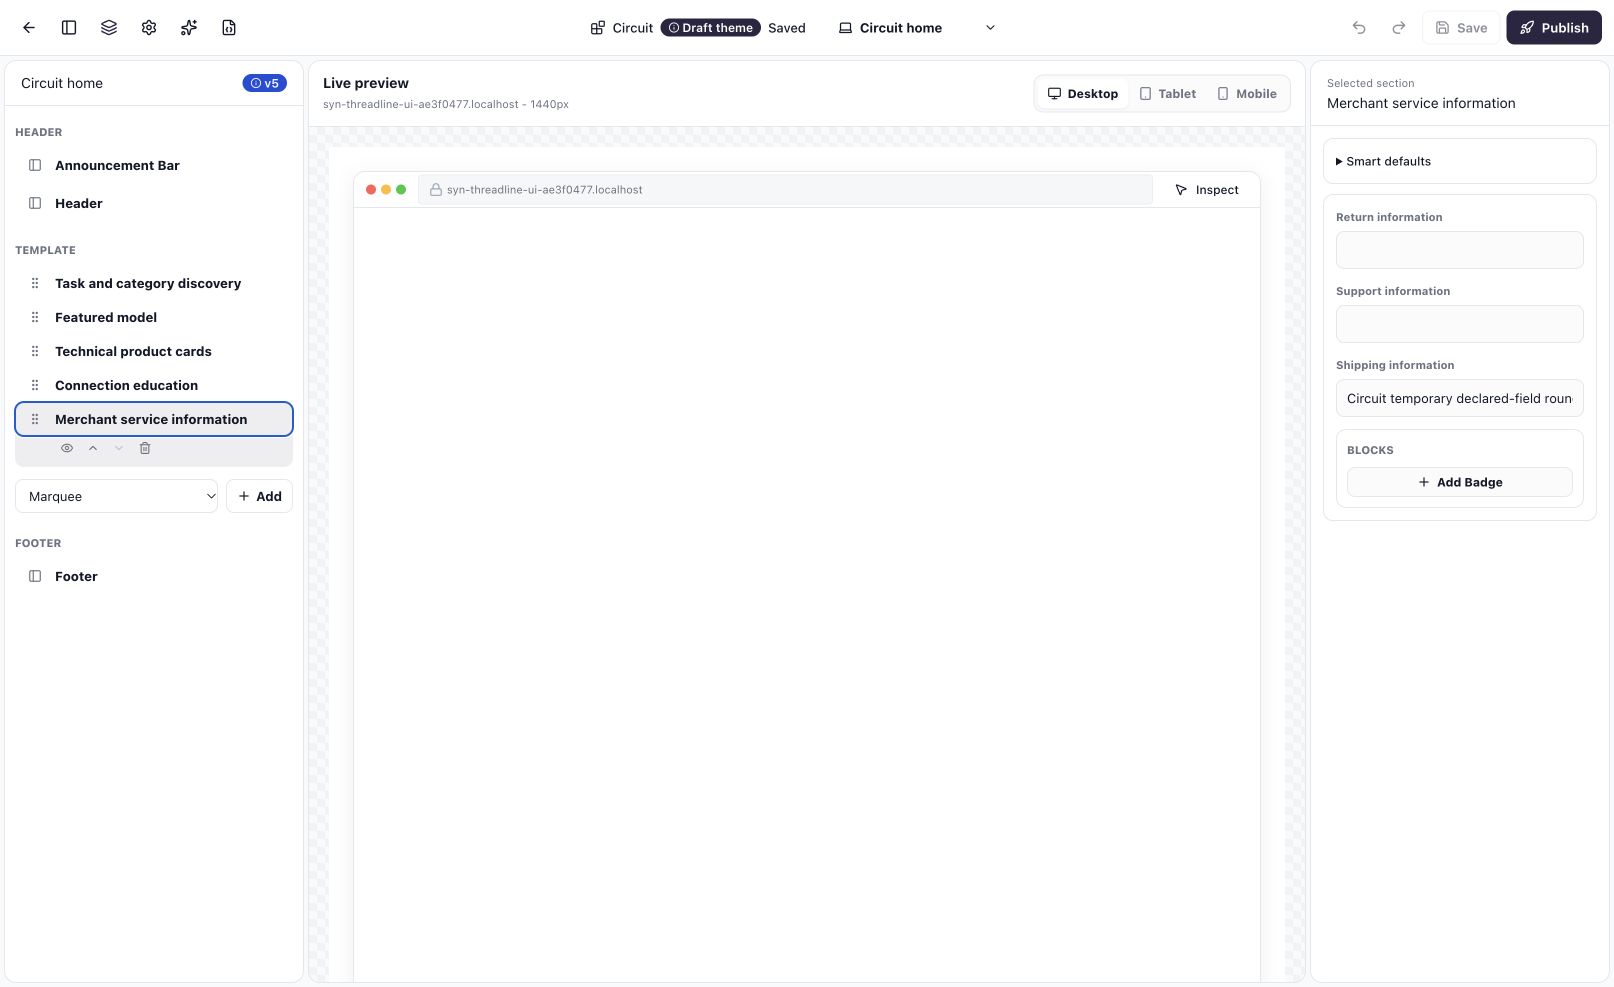 Circuit
Draft theme
Saved
Circuit home
Save
Publish
Circuit home
v5
HEADER
Announcement Bar
Header
TEMPLATE
Task and category discovery
Featured model
Technical product cards
Connection education
Merchant service information
Marquee
Add
FOOTER
Footer
Live preview
syn-threadline-ui-ae3f0477.localhost - 1440px
Desktop
Tablet
Mobile
syn-threadline-ui-ae3f0477.localhost
Inspect
Selected section
Merchant service information
Smart defaults
Return information
Support information
Shipping information
Circuit temporary declared-field roun
BLOCKS
Add Badge